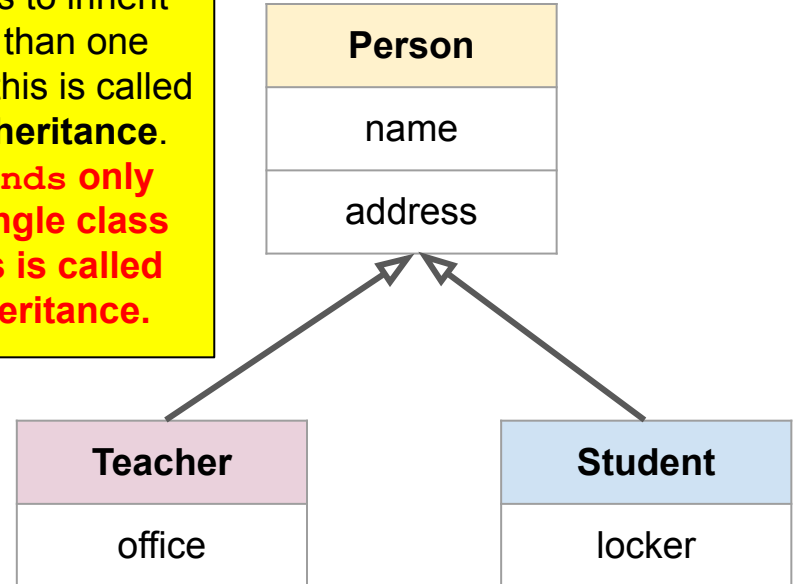 s to inherit
than one
this is called
heritance.
nds only
ngle class
s is called
eritance.
Person
name
address
Teacher
office
Student
locker